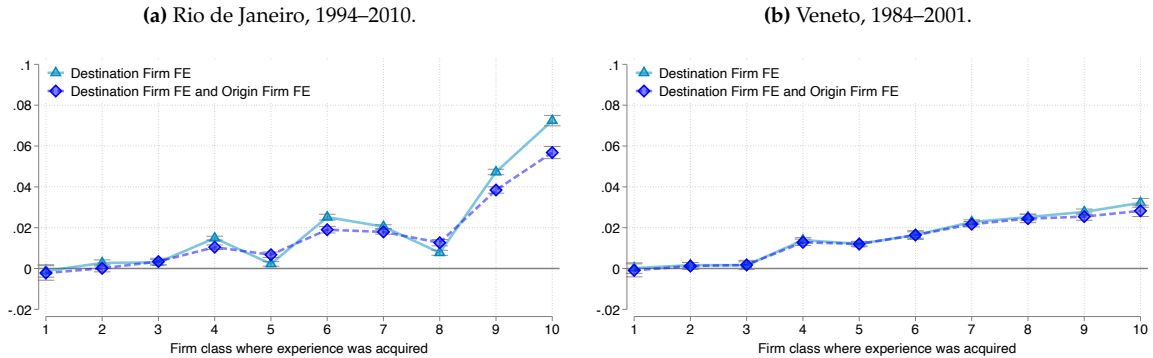 (a) Rio de Janeiro, 1994–2010.
.1
.08
.06
.04
.02
0
-.02
Destination Firm FE
Destination Firm FE and Origin Firm FE
1 2 3 4 5 6 7 8 9 10
Firm class where experience was acquired
(b) Veneto, 1984–2001.
.1
.08
.06
.04
.02
0
-.02
Destination Firm FE
Destination Firm FE and Origin Firm FE
1 2 3 4 5 6 7 8 9 10
Firm class where experience was acquired